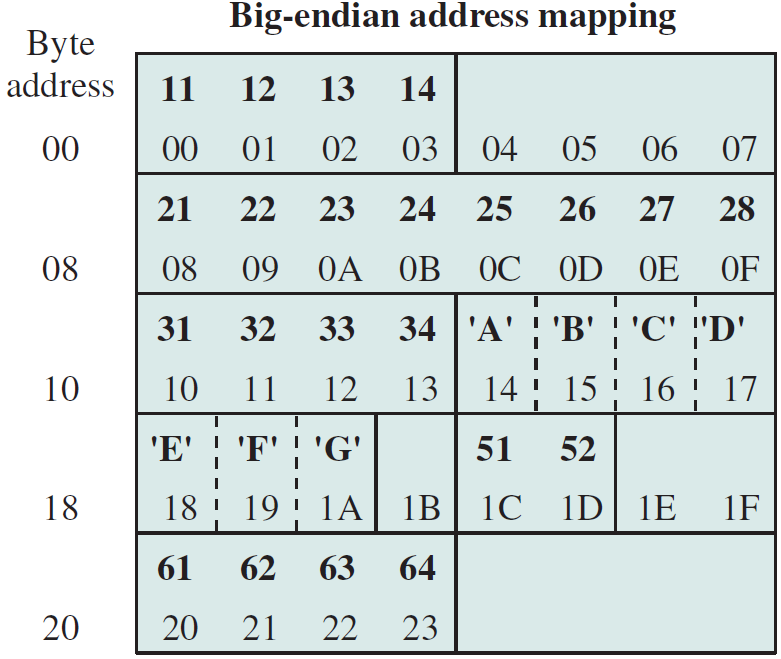 Big-endian address mapping
Byte
address
11 12 13 14
00 00 01 02 03 04 05 06 07
21 22 23 24 25 26 27 28
08 08 09 0A 0B 0C 0D 0E 0F
31 32 33 34 'A' 'B' 'C' 'D'
10 10 11 12 13 14 15 16 17
'E' 'F' 'G' 51 52
18 18 19 1A 1B 1C 1D 1E 1F
61 62 63 64
20 20 21 22 23